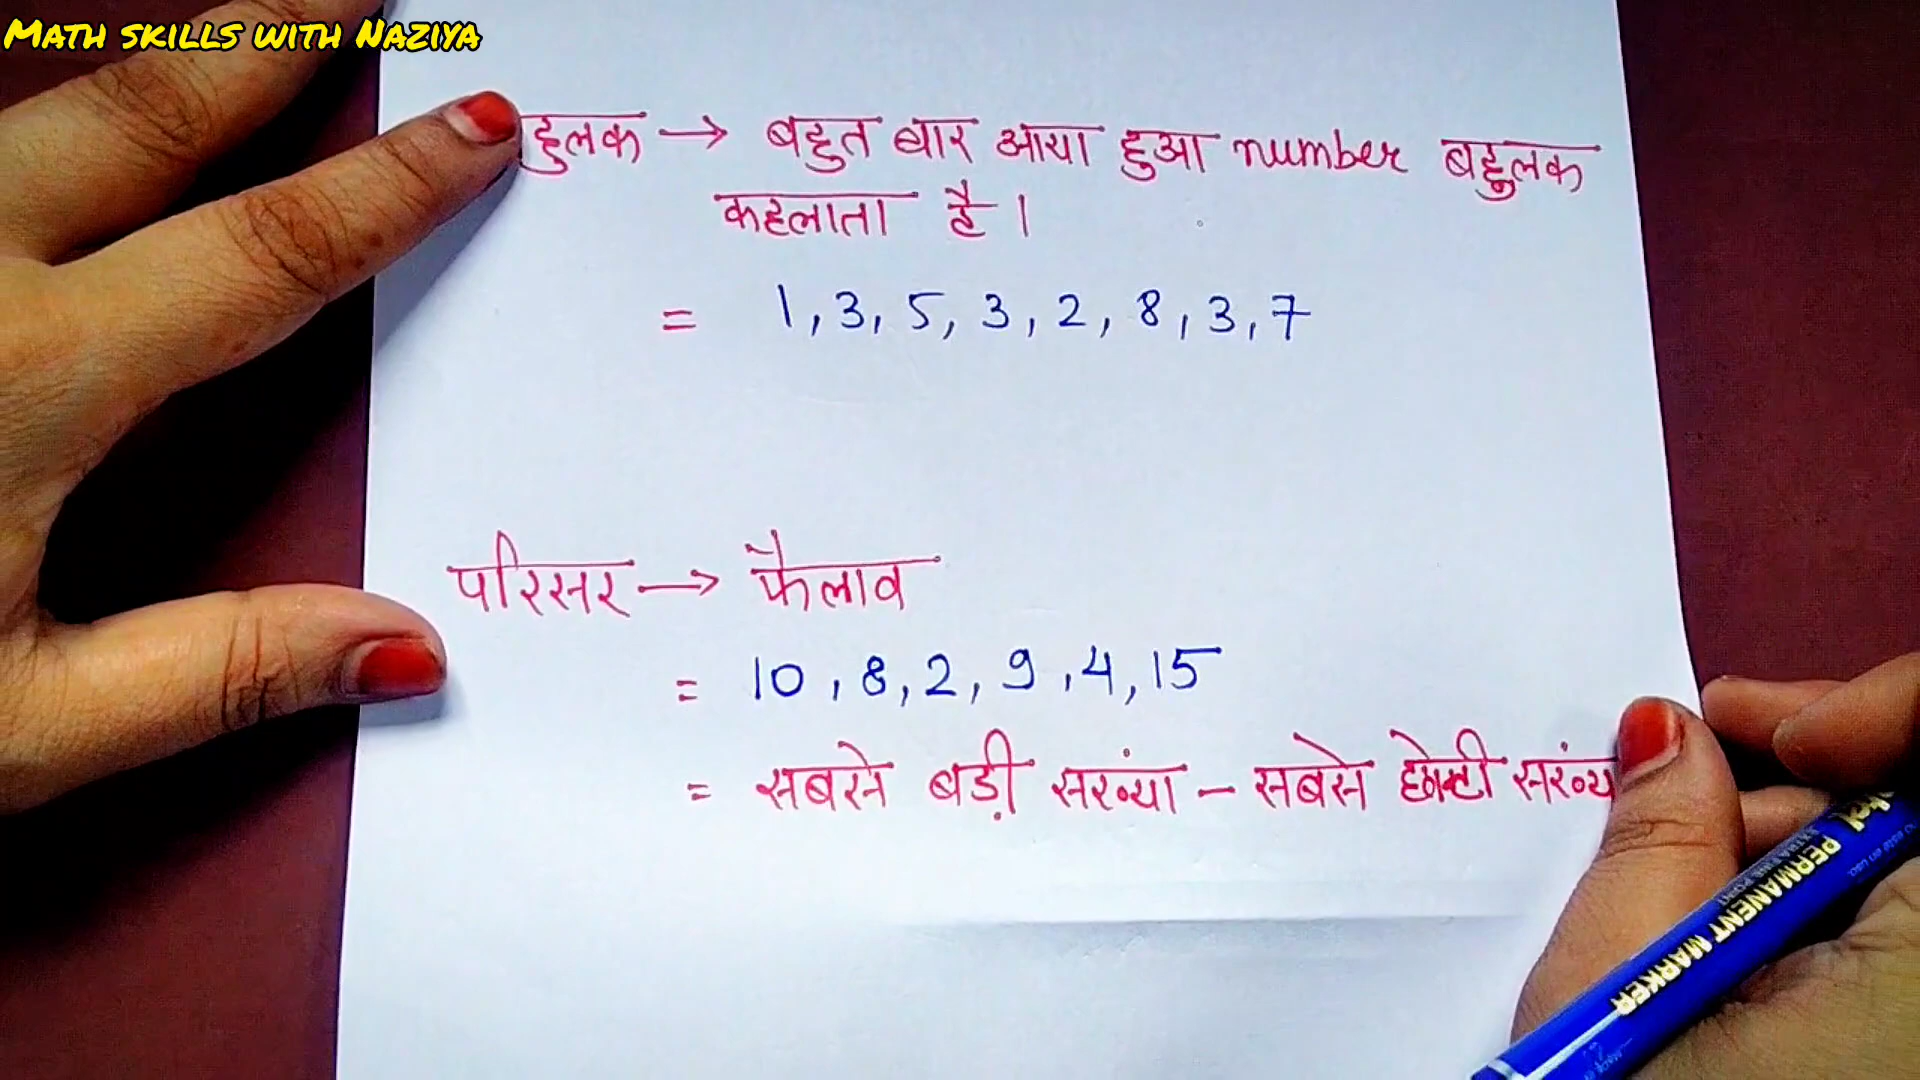 MATH SKILLS WITH NAZIYA
हुलक → बहुत बार आया हुआ number बहुलक
कहलाता है।
= 1, 3, 5, 3, 2, 8, 3, 7
परिसर → फैलाव
= 10, 8, 2, 9, 4, 15
= सबसे बड़ी संख्या - सबसे छोटी संख्य
PERMANENT MARKER